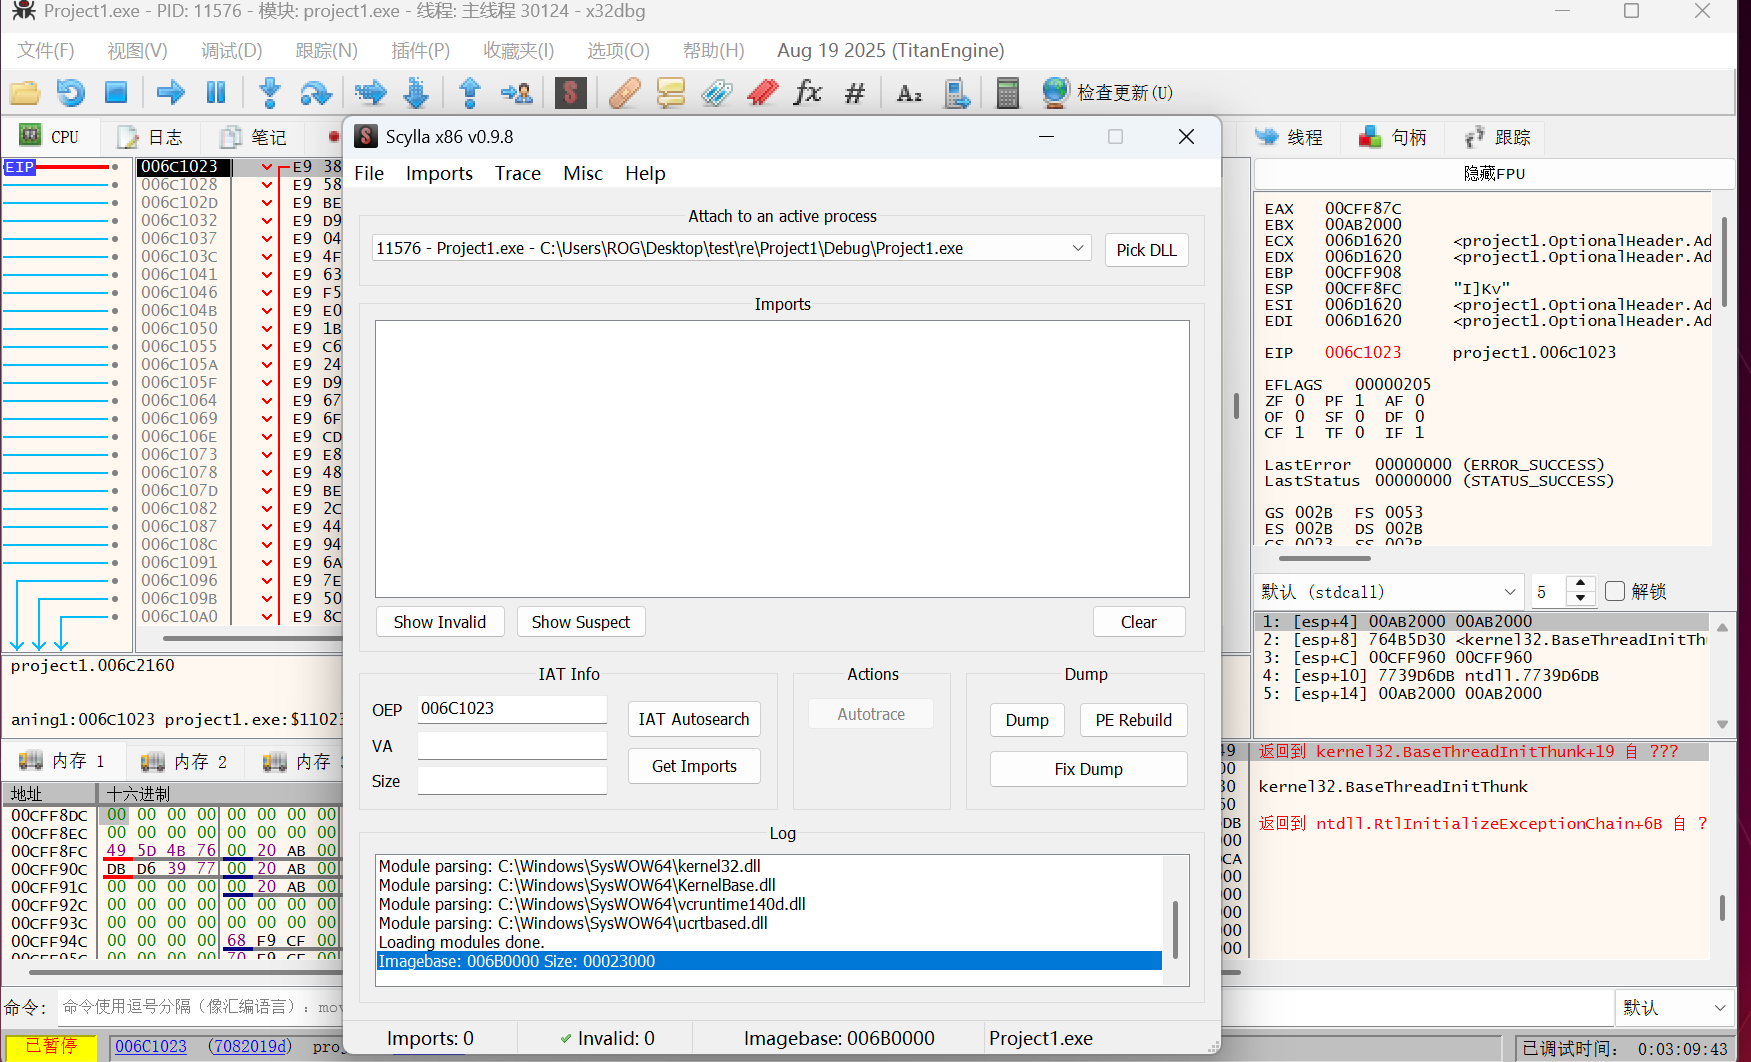 Project1.exe - PID: 11576 - 模块: project1.exe - 线程: 主线程 30124 - x32dbg
文件(F) 视图(V) 调试(D) 跟踪(N) 插件(P) 收藏夹(I) 选项(O) 帮助(H) Aug 19 2025 (TitanEngine)
检查更新(U)
CPU 日志 笔记 线程 句柄 跟踪
EIP
006C1023 E9 38
006C1028 E9 58
006C102D E9 BE
006C1032 E9 D9
006C1037 E9 04
006C103C E9 4F
006C1041 E9 63
006C1046 E9 F5
006C104B E9 E0
006C1050 E9 1B
006C1055 E9 C6
006C105A E9 24
006C105F E9 D9
006C1064 E9 67
006C1069 E9 6F
006C106E E9 CD
006C1073 E9 E8
006C1078 E9 48
006C107D E9 BE
006C1082 E9 2C
006C1087 E9 44
006C108C E9 94
006C1091 E9 6A
006C1096 E9 7E
006C109B E9 50
006C10A0 E9 8C
project1.006C2160
aning1:006C1023 project1.exe:$11023
内存 1 内存 2 内存
地址 十六进制
00CFF8DC 00 00 00 00 00 00 00 00
00CFF8EC 00 00 00 00 00 00 00 00
00CFF8FC 49 5D 4B 76 00 20 AB 00
00CFF90C DB D6 39 77 00 20 AB 00
00CFF91C 00 00 00 00 00 20 AB 00
00CFF92C 00 00 00 00 00 00 00 00
00CFF93C 00 00 00 00 00 00 00 00
00CFF94C 00 00 00 00 68 F9 CF 00
Scylla x86 v0.9.8
File Imports Trace Misc Help
Attach to an active process
11576 - Project1.exe - C:\Users\ROG\Desktop\test\re\Project1\Debug\Project1.exe
Pick DLL
Imports
Show Invalid Show Suspect Clear
IAT Info
OEP 006C1023
VA
Size
IAT Autosearch
Get Imports
Actions
Autotrace
Dump
Dump PE Rebuild
Fix Dump
Log
Module parsing: C:\Windows\SysWOW64\kernel32.dll
Module parsing: C:\Windows\SysWOW64\KernelBase.dll
Module parsing: C:\Windows\SysWOW64\vcruntime140d.dll
Module parsing: C:\Windows\SysWOW64\ucrtbased.dll
Loading modules done.
Imagebase: 006B0000 Size: 00023000
Imports: 0 Invalid: 0 Imagebase: 006B0000 Project1.exe
隐藏FPU
EAX 00CFF87C
EBX 00AB2000
ECX 006D1620 <project1.OptionalHeader.Ad
EDX 006D1620 <project1.OptionalHeader.Ad
EBP 00CFF908
ESP 00CFF8FC "I]Kv"
ESI 006D1620 <project1.OptionalHeader.Ad
EDI 006D1620 <project1.OptionalHeader.Ad
EIP 006C1023 project1.006C1023
EFLAGS 00000205
ZF 0 PF 1 AF 0
OF 0 SF 0 DF 0
CF 1 TF 0 IF 1
LastError 00000000 (ERROR_SUCCESS)
LastStatus 00000000 (STATUS_SUCCESS)
GS 002B FS 0053
ES 002B DS 002B
默认 (stdcall) 5 解锁
1: [esp+4] 00AB2000 00AB2000
2: [esp+8] 764B5D30 <kernel32.BaseThreadInitThu
3: [esp+C] 00CFF960 00CFF960
4: [esp+10] 7739D6DB ntdll.7739D6DB
5: [esp+14] 00AB2000 00AB2000
49 返回到 kernel32.BaseThreadInitThunk+19 自 ???
00
30 kernel32.BaseThreadInitThunk
60
DB 返回到 ntdll.RtlInitializeExceptionChain+6B 自 ?
00
CA
00
00
00
00
00
命令: 命令使用逗号分隔（像汇编语言）: mov
默认
已暂停 006C1023 (7082019d)
已调试时间: 0:03:09:43